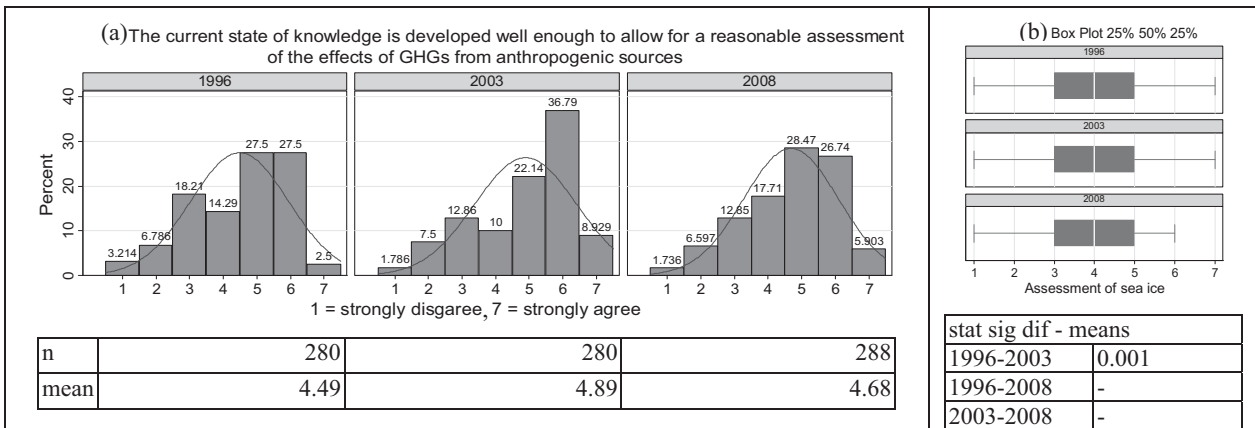 (a)The current state of knowledge is developed well enough to allow for a reasonable assessment
of the effects of GHGs from anthropogenic sources
1996 2003 2008
Percent
40
30
20
10
0
3.214 6.786 18.21 14.29 27.5 27.5 2.5
1.786 7.5 12.86 10 22.14 36.79 8.929
1.736 6.597 12.85 17.71 28.47 26.74 5.903
1 2 3 4 5 6 7 1 2 3 4 5 6 7 1 2 3 4 5 6 7
1 = strongly disgaree, 7 = strongly agree
n 280 280 288
mean 4.49 4.89 4.68
(b) Box Plot 25% 50% 25%
1996
2003
2008
1 2 3 4 5 6 7
Assessment of sea ice
stat sig dif - means
1996-2003 0.001
1996-2008 -
2003-2008 -